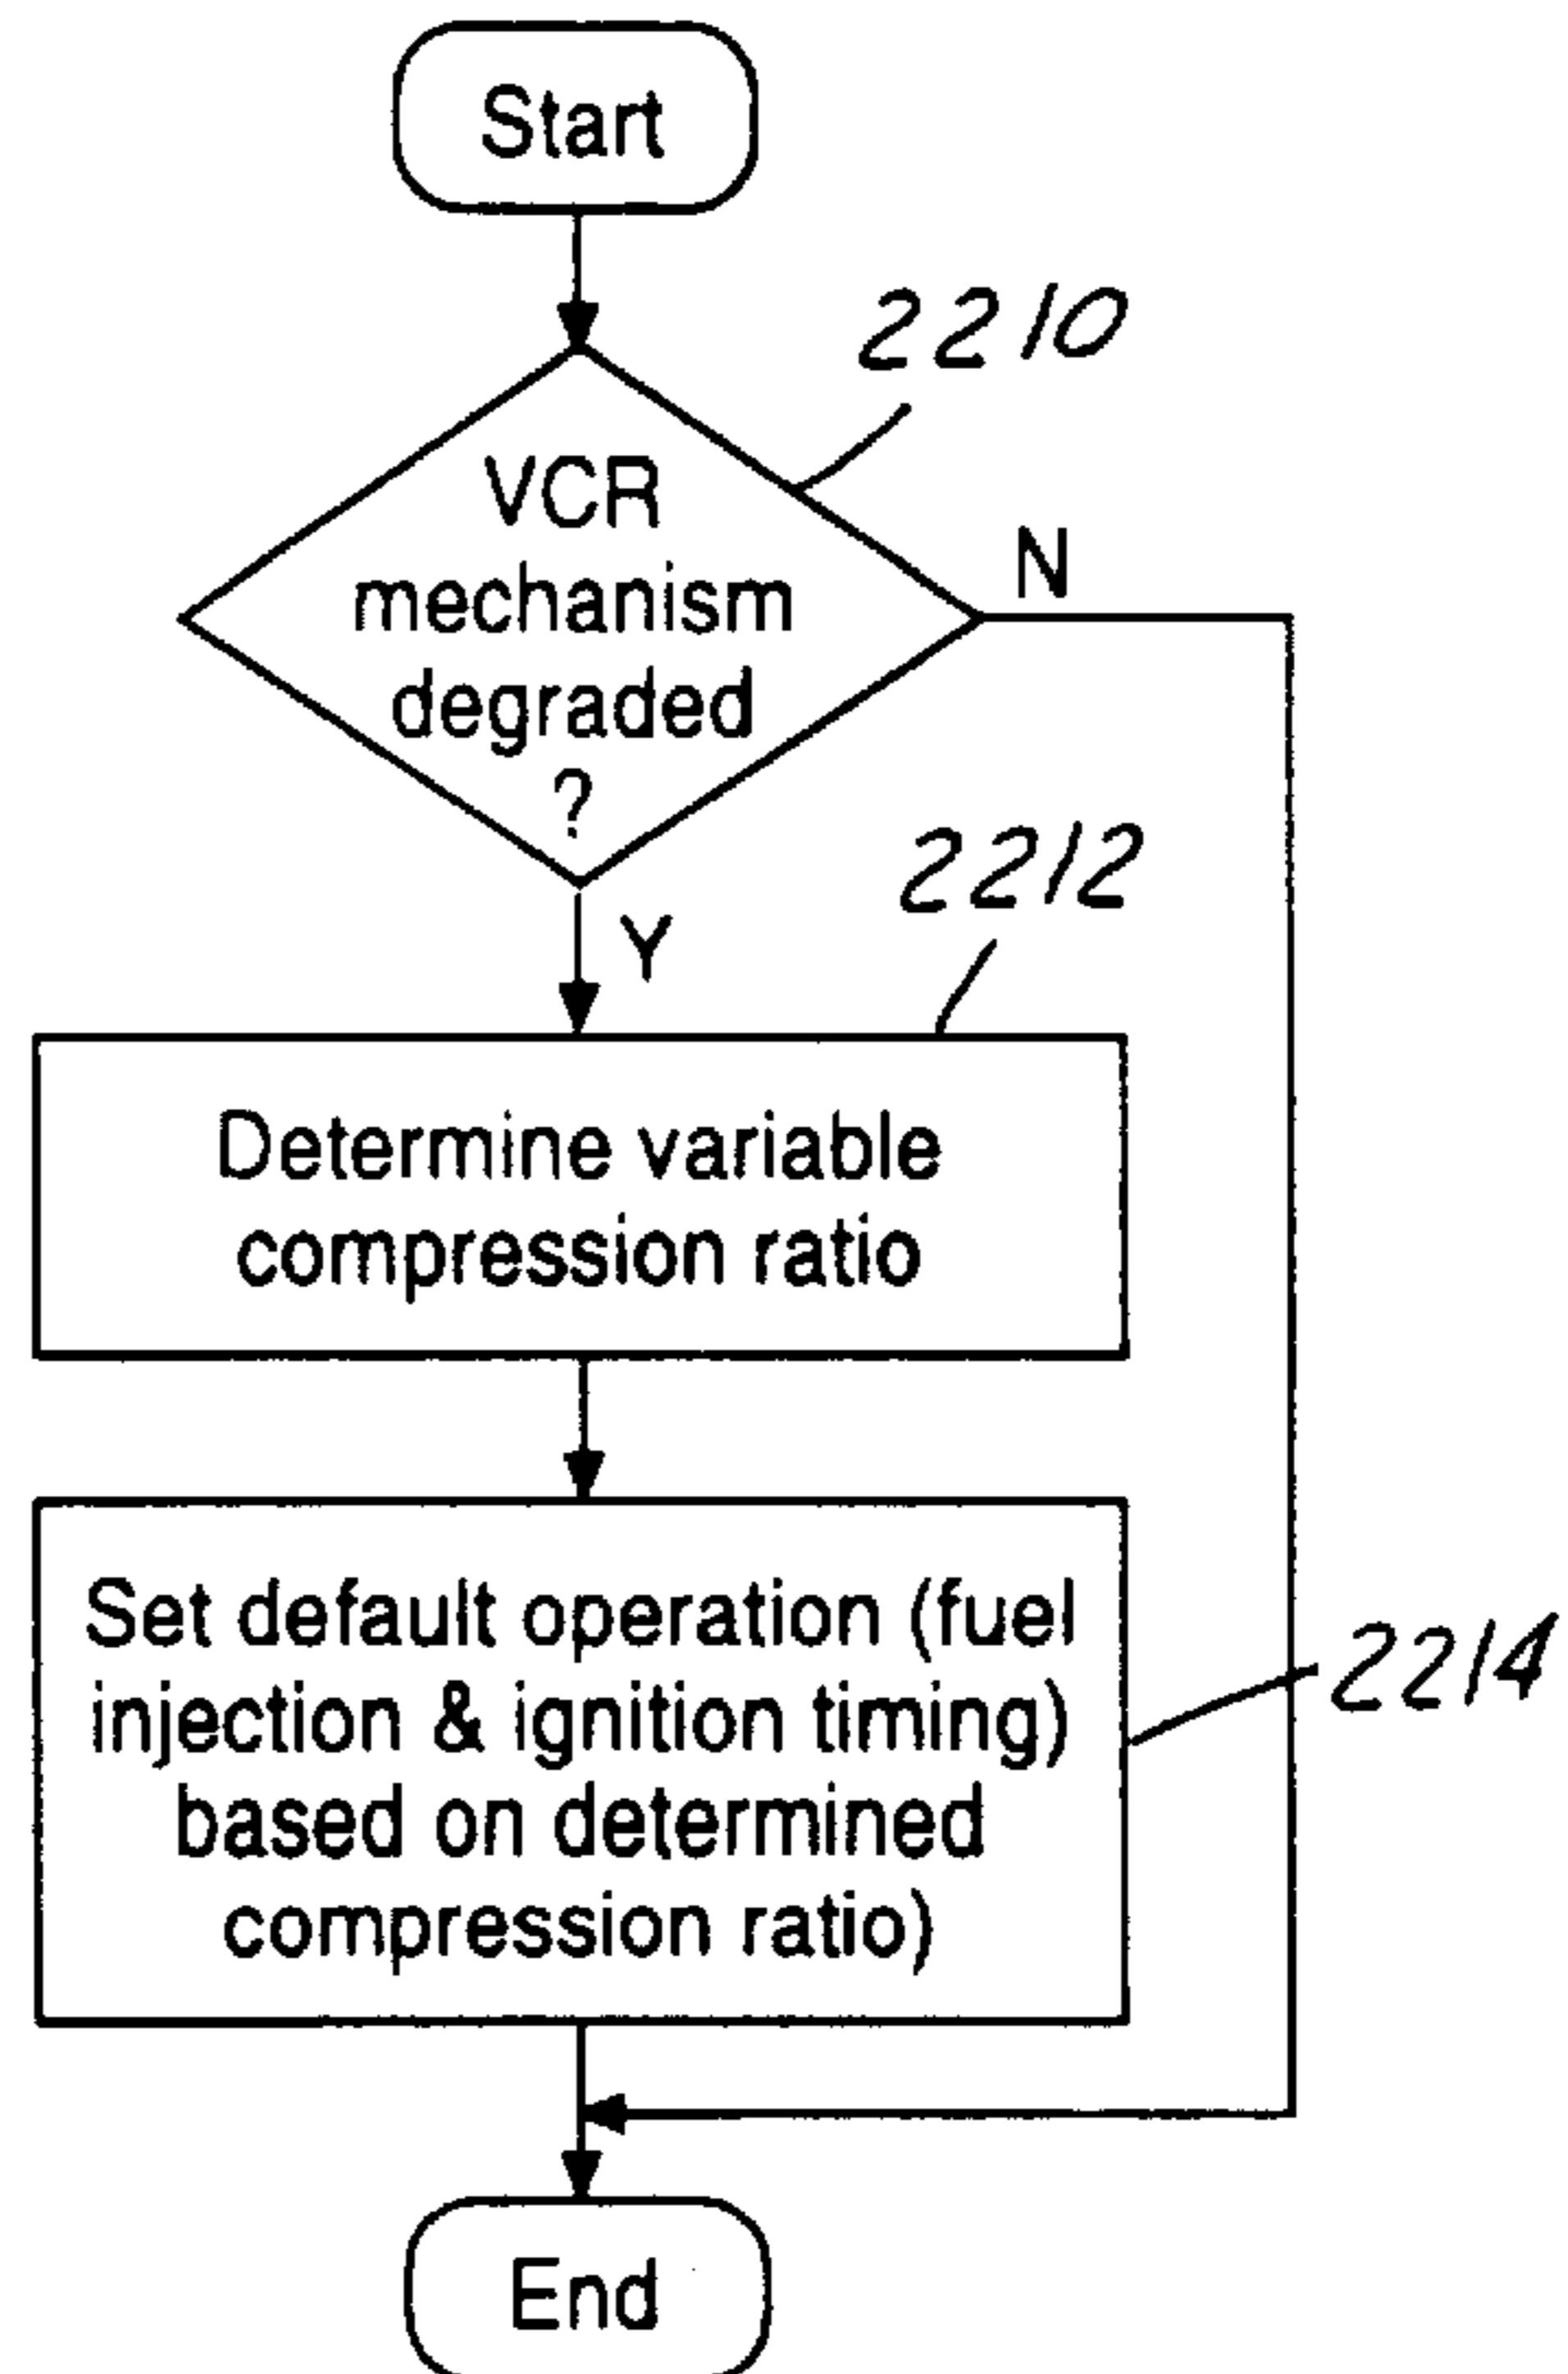 Start
2210
VCR
mechanism
degraded
?
N
Y
2212
Determine variable
compression ratio
Set default operation (fuel
injection & ignition timing)
based on determined
compression ratio)
2214
End